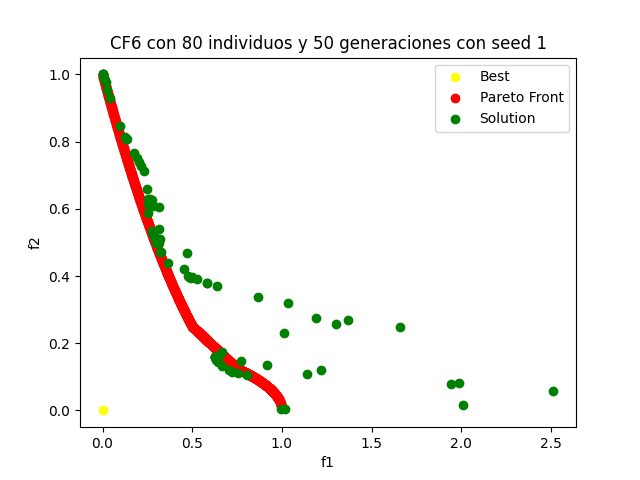 CF6 con 80 individuos y 50 generaciones con seed 1
Best
Pareto Front
Solution
f2
1.0
0.8
0.6
0.4
0.2
0.0
0.0 0.5 1.0 1.5 2.0 2.5
f1